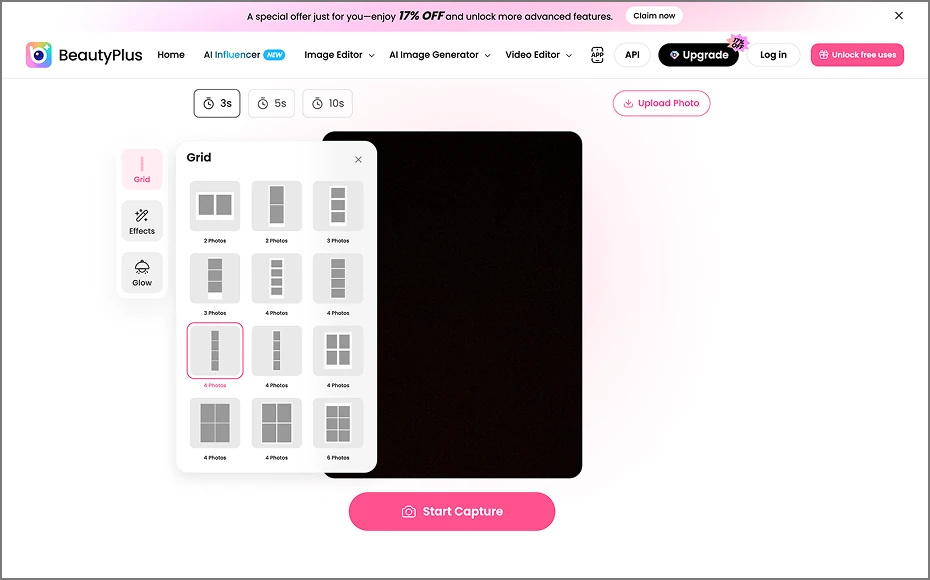 A special offer just for you—enjoy 17% OFF and unlock more advanced features.
Claim now
BeautyPlus
Home
AI Influencer NEW
Image Editor
AI Image Generator
Video Editor
APP
API
Upgrade
17% OFF
Log in
Unlock free uses
3s
5s
10s
Upload Photo
Grid
Effects
Glow
Grid
2 Photos
2 Photos
3 Photos
3 Photos
4 Photos
4 Photos
4 Photos
4 Photos
4 Photos
4 Photos
4 Photos
6 Photos
Start Capture